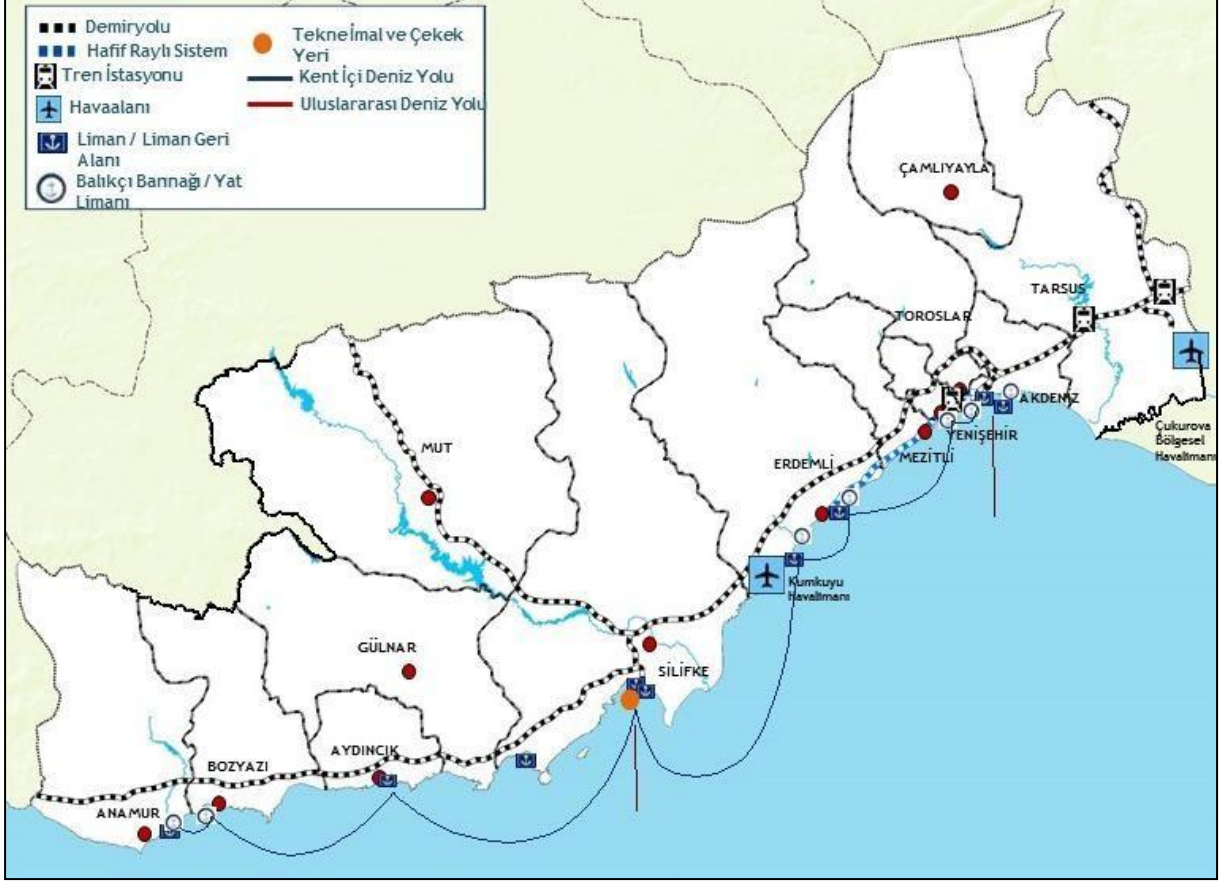 Demiryolu
Hafif Raylı Sistem
Tren İstasyonu
Havaalanı
Liman / Liman Geri
Alanı
Balıkçı Bannağı / Yat
Limanı
Tekneİmal ve Çekek
Yeri
Kent İçi Deniz Yolu
Uluslararası Deniz Yolu
ÇAMLIYAYLA
TARSUS
TOROSLAR
AKDENİZ
YENİŞEHİR
MEZİTLİ
Çukurova
Bölgesel
Havalimanı
ERDEMLİ
MUT
Kumkuyu
Havalimanı
GÜLNAR
SİLİFKE
AYDINCIK
BOZYAZI
ANAMUR